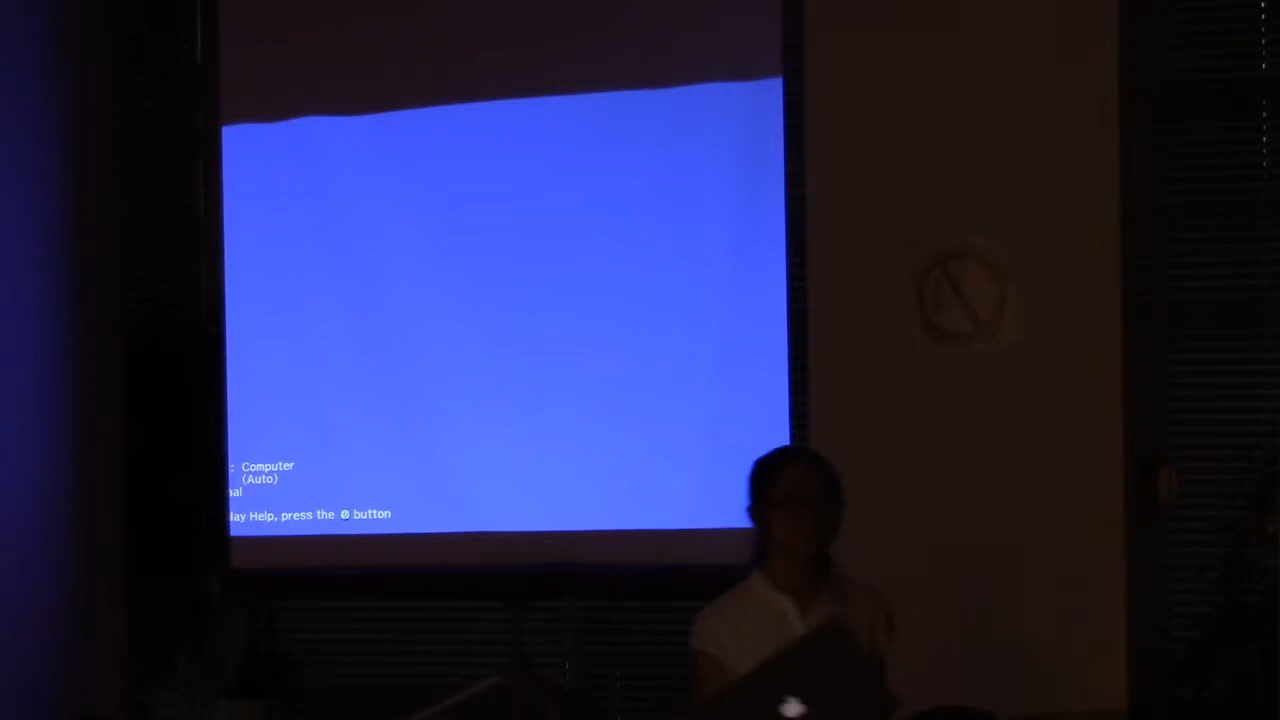 : Computer
(Auto)
nal
lay Help, press the button